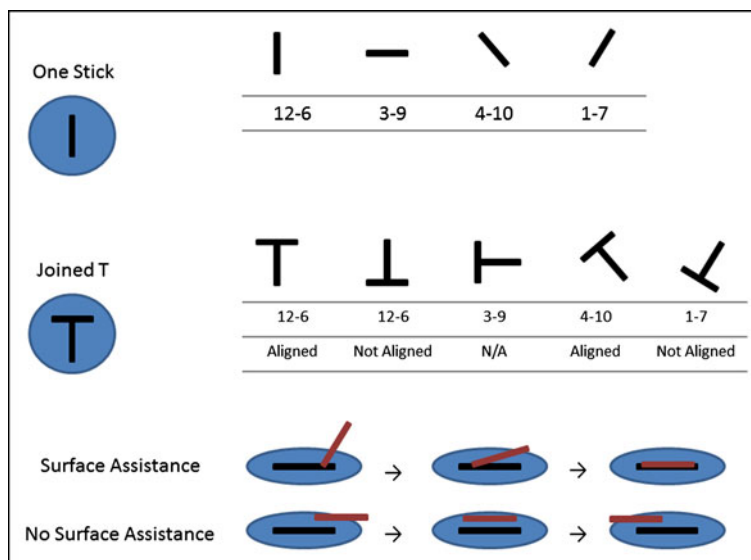 One Stick
12-6 3-9 4-10 1-7
Joined T
12-6 12-6 3-9 4-10 1-7
Aligned Not Aligned N/A Aligned Not Aligned
Surface Assistance → →
No Surface Assistance → →